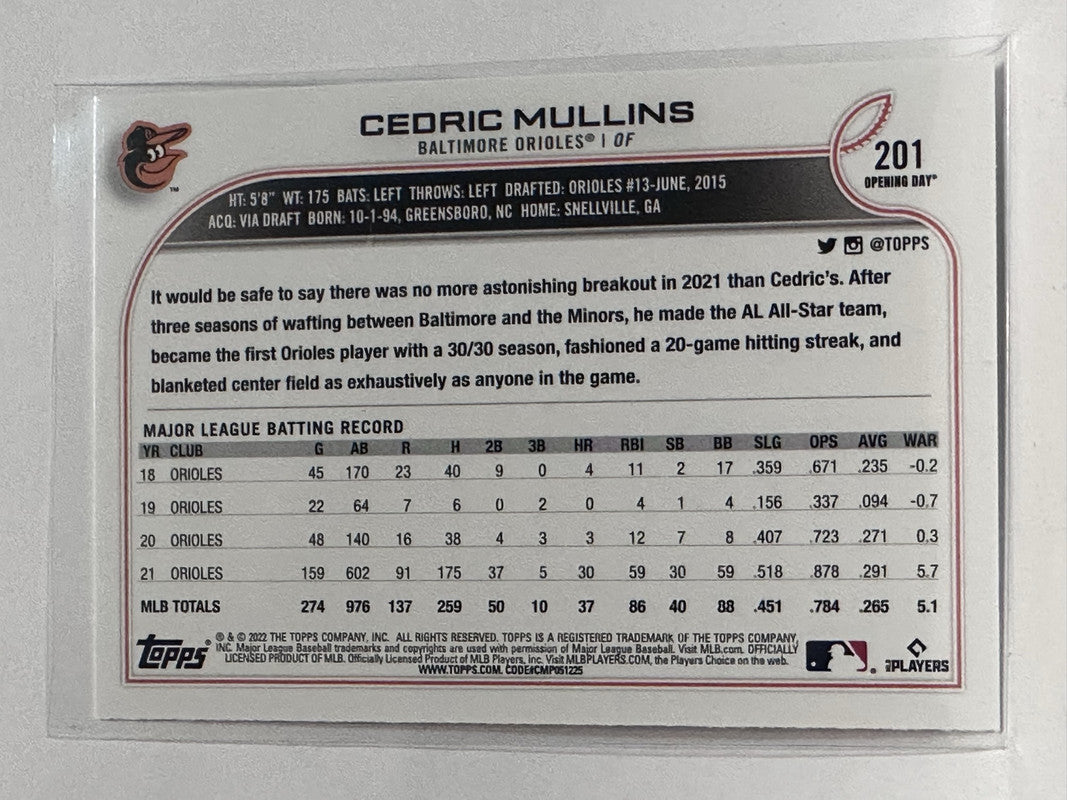 CEDRIC MULLINS
BALTIMORE ORIOLES® | OF
201
OPENING DAY®
TM
HT: 5'8" WT: 175 BATS: LEFT THROWS: LEFT DRAFTED: ORIOLES #13-JUNE, 2015
ACQ: VIA DRAFT BORN: 10-1-94, GREENSBORO, NC HOME: SNELLVILLE, GA
@TOPPS
It would be safe to say there was no more astonishing breakout in 2021 than Cedric's. After
three seasons of wafting between Baltimore and the Minors, he made the AL All-Star team,
became the first Orioles player with a 30/30 season, fashioned a 20-game hitting streak, and
blanketed center field as exhaustively as anyone in the game.
MAJOR LEAGUE BATTING RECORD
YR CLUB G AB R H 2B 3B HR RBI SB BB SLG OPS AVG WAR
18 ORIOLES 45 170 23 40 9 0 4 11 2 17 .359 .671 .235 -0.2
19 ORIOLES 22 64 7 6 0 2 0 4 1 4 .156 .337 .094 -0.7
20 ORIOLES 48 140 16 38 4 3 3 12 7 8 .407 .723 .271 0.3
21 ORIOLES 159 602 91 175 37 5 30 59 30 59 .518 .878 .291 5.7
MLB TOTALS 274 976 137 259 50 10 37 86 40 88 .451 .784 .265 5.1
topps®
® & © 2022 THE TOPPS COMPANY, INC. ALL RIGHTS RESERVED. TOPPS IS A REGISTERED TRADEMARK OF THE TOPPS COMPANY,
INC. Major League Baseball trademarks and copyrights are used with permission of Major League Baseball. Visit MLB.com. OFFICIALLY
LICENSED PRODUCT OF MLB. Officially Licensed Product of MLB Players, Inc. Visit MLBPLAYERS.COM, the Players Choice on the web.
WWW.TOPPS.COM. CODE#CMP051225
PLAYERS